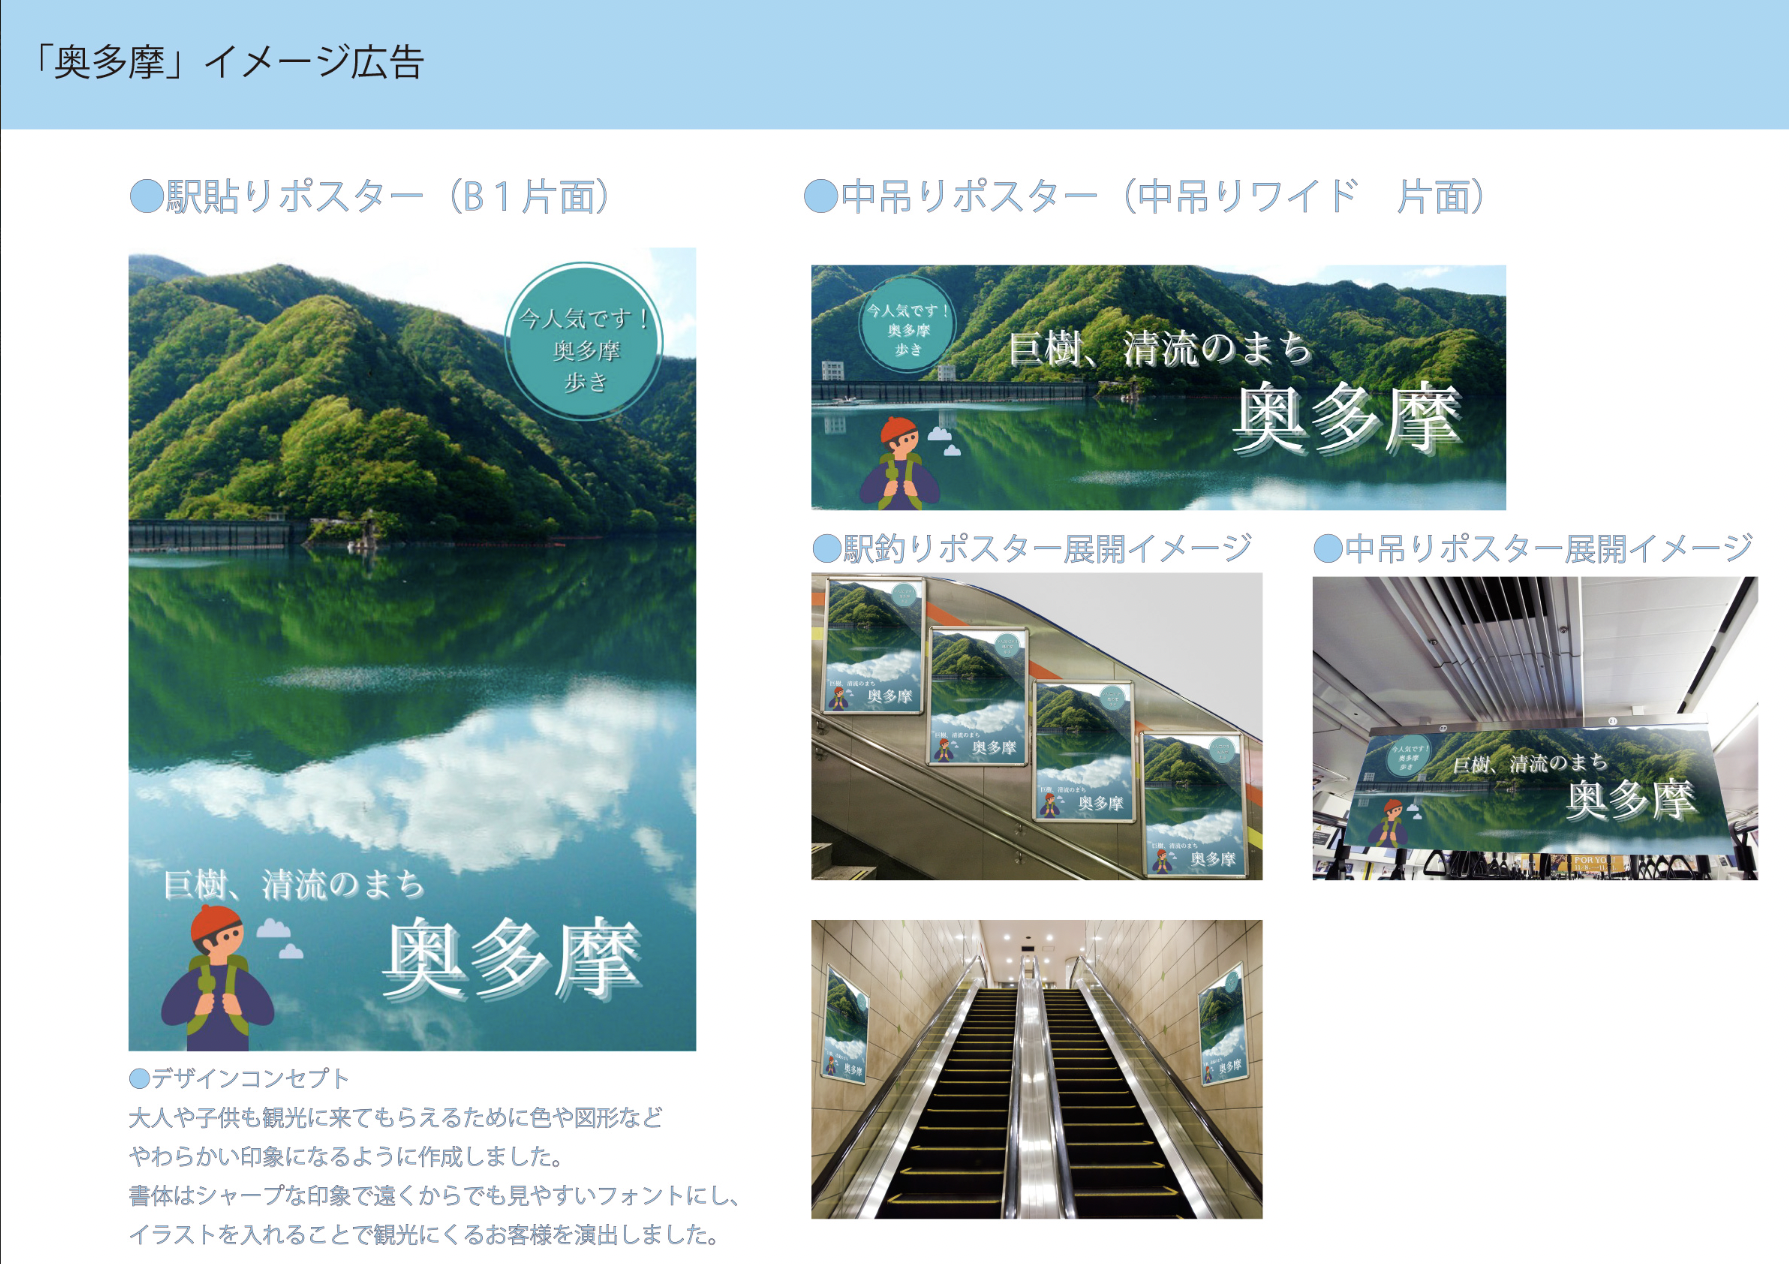 「奥多摩」イメージ広告
●駅貼りポスター（B１片面）
今人気です！
奥多摩
歩き
巨樹、清流のまち
奥多摩
●デザインコンセプト
大人や子供も観光に来てもらえるために色や図形など
やわらかい印象になるように作成しました。
書体はシャープな印象で遠くからでも見やすいフォントにし、
イラストを入れることで観光にくるお客様を演出しました。
●中吊りポスター（中吊りワイド　片面）
今人気です！
奥多摩
歩き
巨樹、清流のまち
奥多摩
●駅釣りポスター展開イメージ
巨樹、清流のまち
奥多摩
巨樹、清流のまち
奥多摩
巨樹、清流のまち
奥多摩
巨樹、清流のまち
奥多摩
●中吊りポスター展開イメージ
今人気です！
奥多摩
歩き
巨樹、清流のまち
奥多摩
FOR YO
奥多摩
奥多摩